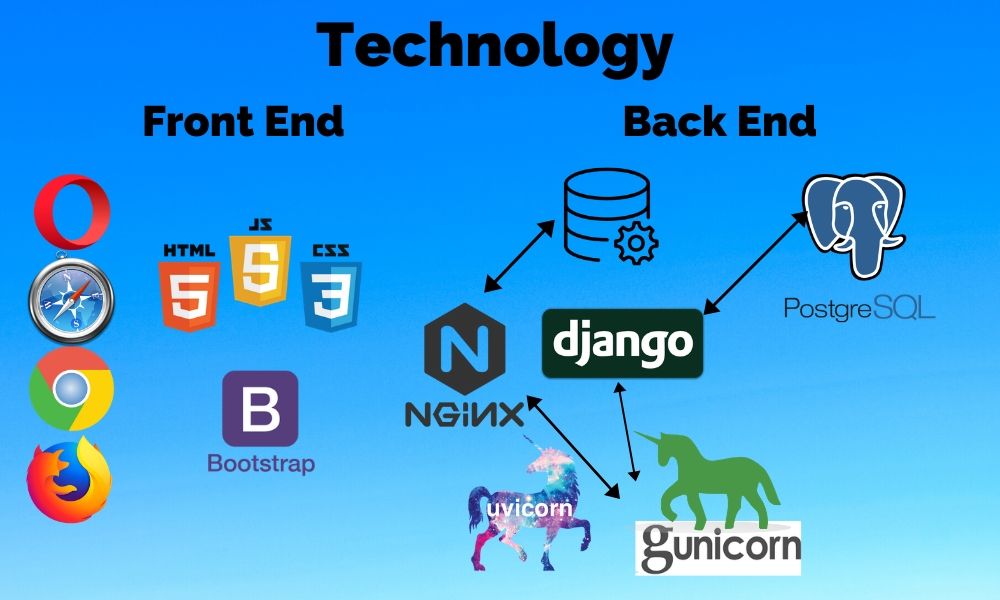 Technology
Front End
Back End
JS
HTML
CSS
5
5
3
N
django
PostgreSQL
NGiNX
B
Bootstrap
uvicorn
gunicorn